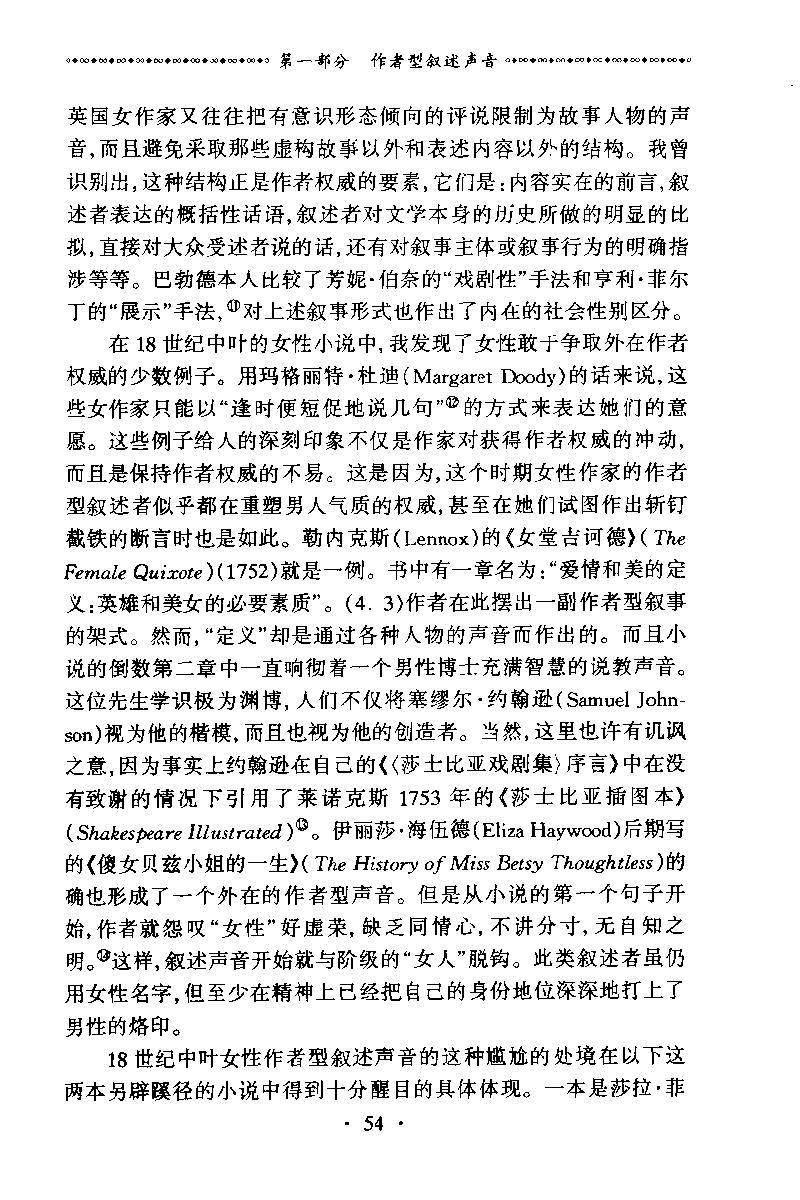 第一部分 作者型叙述声音
英国女作家又往往把有意识形态倾向的评说限制为故事人物的声
音,而且避免采取那些虚构故事以外和表述内容以外的结构。我曾
识别出,这种结构正是作者权威的要素,它们是:内容实在的前言,叙
述者表达的概括性话语,叙述者对文学本身的历史所做的明显的比
拟,直接对大众受述者说的话,还有对叙事主体或叙事行为的明确指
涉等等。巴勃德本人比较了芳妮·伯奈的“戏剧性”手法和亨利·菲尔
丁的“展示”手法,⑪对上述叙事形式也作出了内在的社会性别区分。
在 18 世纪中叶的女性小说中,我发现了女性敢于争取外在作者
权威的少数例子。用玛格丽特·杜迪(Margaret Doody)的话来说,这
些女作家只能以“逢时便短促地说几句”⑫的方式来表达她们的意
愿。这些例子给人的深刻印象不仅是作家对获得作者权威的冲动,
而且是保持作者权威的不易。这是因为,这个时期女性作家的作者
型叙述者似乎都在重塑男人气质的权威,甚至在她们试图作出斩钉
截铁的断言时也是如此。勒内克斯(Lennox)的《女堂吉诃德》(The
Female Quixote)(1752)就是一例。书中有一章名为:“爱情和美的定
义:英雄和美女的必要素质”。(4. 3)作者在此摆出一副作者型叙事
的架式。然而,“定义”却是通过各种人物的声音而作出的。而且小
说的倒数第二章中一直响彻着一个男性博士充满智慧的说教声音。
这位先生学识极为渊博,人们不仅将塞缪尔·约翰逊(Samuel John-
son)视为他的楷模,而且也视为他的创造者。当然,这里也许有讥讽
之意,因为事实上约翰逊在自己的《〈莎士比亚戏剧集〉序言》中在没
有致谢的情况下引用了莱诺克斯 1753 年的《莎士比亚插图本》
(Shakespeare Illustrated)⑬。伊丽莎·海伍德(Eliza Haywood)后期写
的《傻女贝兹小姐的一生》(The History of Miss Betsy Thoughtless)的
确也形成了一个外在的作者型声音。但是从小说的第一个句子开
始,作者就怨叹“女性”好虚荣,缺乏同情心,不讲分寸,无自知之
明。⑭这样,叙述声音开始就与阶级的“女人”脱钩。此类叙述者虽仍
用女性名字,但至少在精神上已经把自己的身份地位深深地打上了
男性的烙印。
18 世纪中叶女性作者型叙述声音的这种尴尬的处境在以下这
两本另辟蹊径的小说中得到十分醒目的具体体现。一本是莎拉·菲
· 54 ·